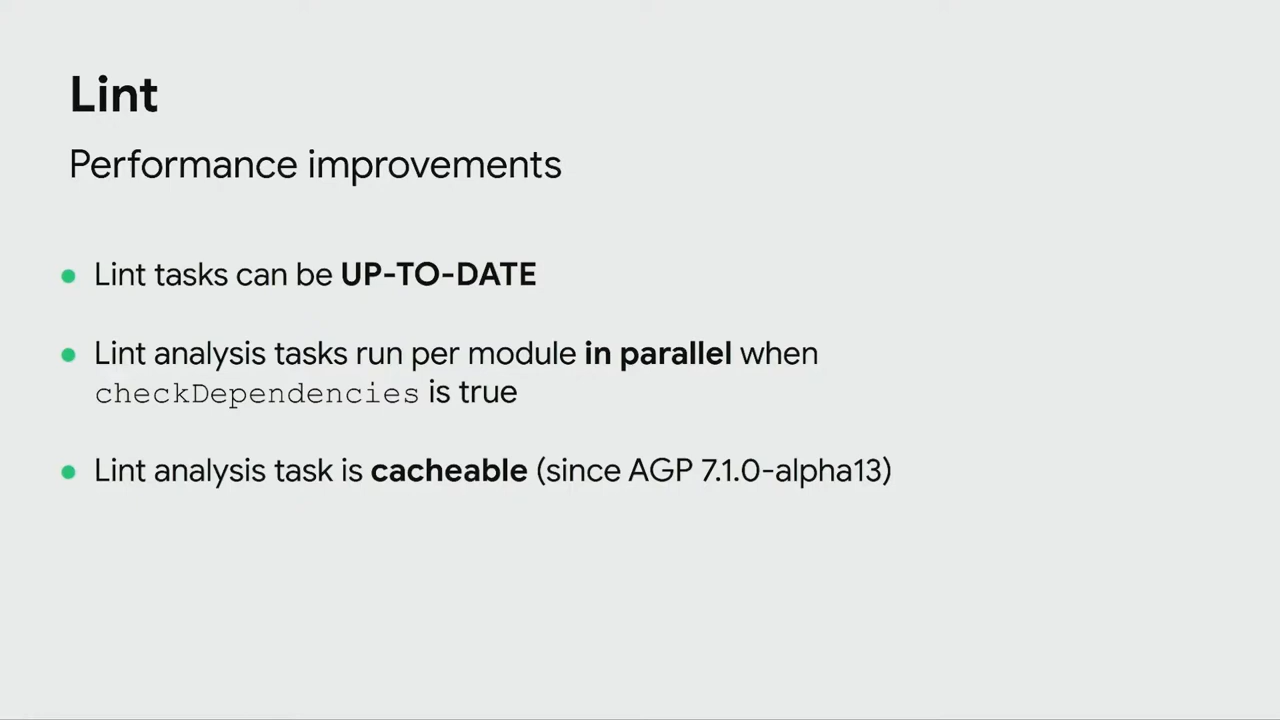 Lint
Performance improvements
Lint tasks can be UP-TO-DATE
Lint analysis tasks run per module in parallel when
checkDependencies is true
Lint analysis task is cacheable (since AGP 7.1.0-alpha13)